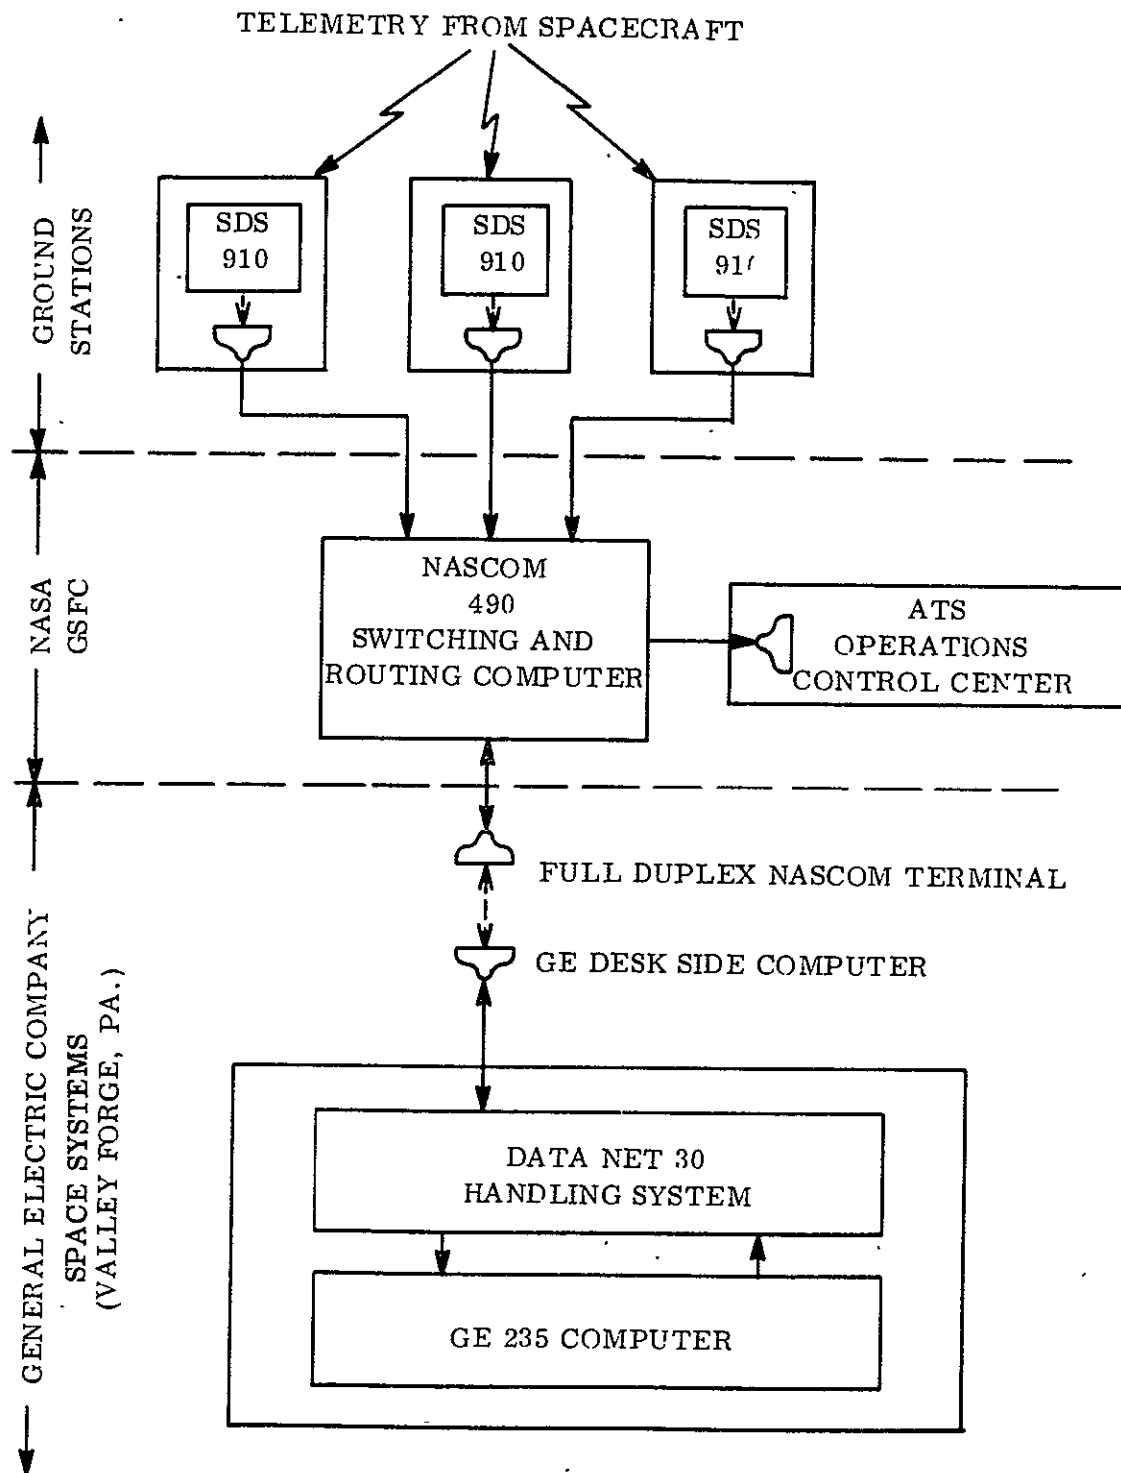 TELEMETRY FROM SPACECRAFT
GROUND
STATIONS
SDS
910
SDS
910
SDS
NASA
GSFC
NASCOM
490
SWITCHING AND
ROUTING COMPUTER
ATS
OPERATIONS
CONTROL CENTER
GENERAL ELECTRIC COMPANY
SPACE SYSTEMS
(VALLEY FORGE, PA.)
FULL DUPLEX NASCOM TERMINAL
GE DESK SIDE COMPUTER
DATA NET 30
HANDLING SYSTEM
GE 235 COMPUTER